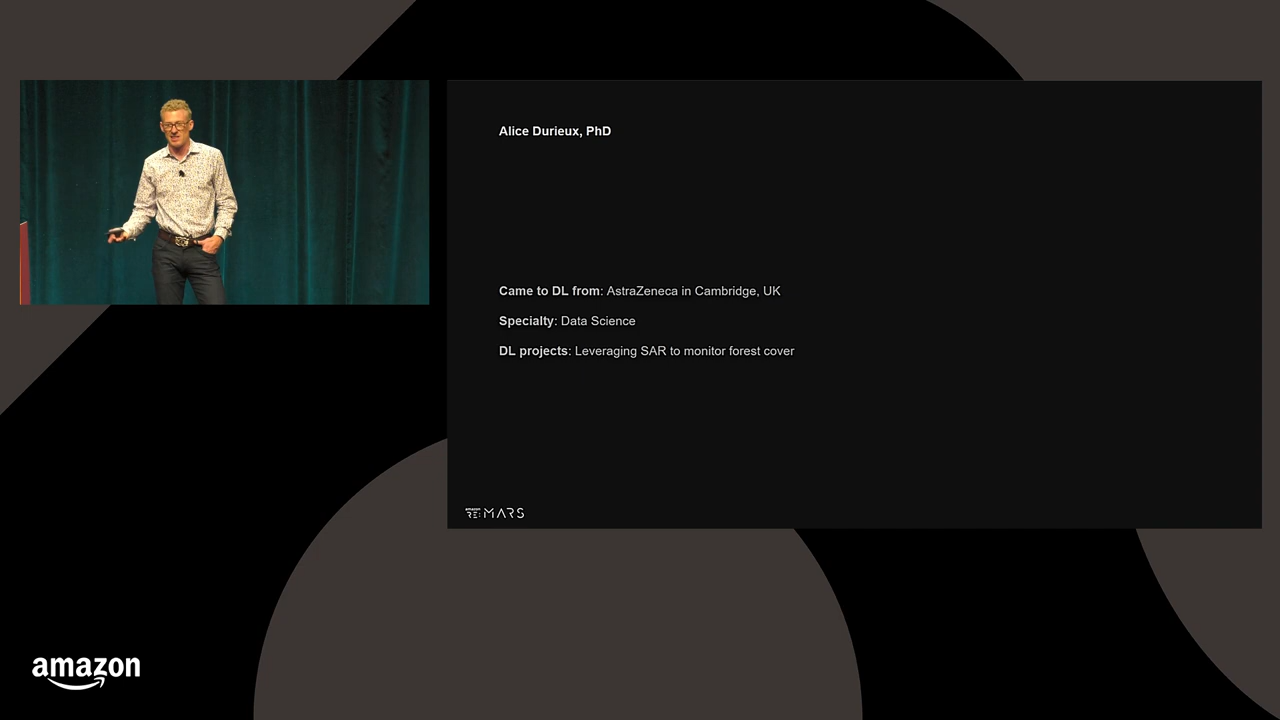 Alice Durieux, PhD
Came to DL from: AstraZeneca in Cambridge, UK
Specialty: Data Science
DL projects: Leveraging SAR to monitor forest cover
amazon
RE:MARS
amazon